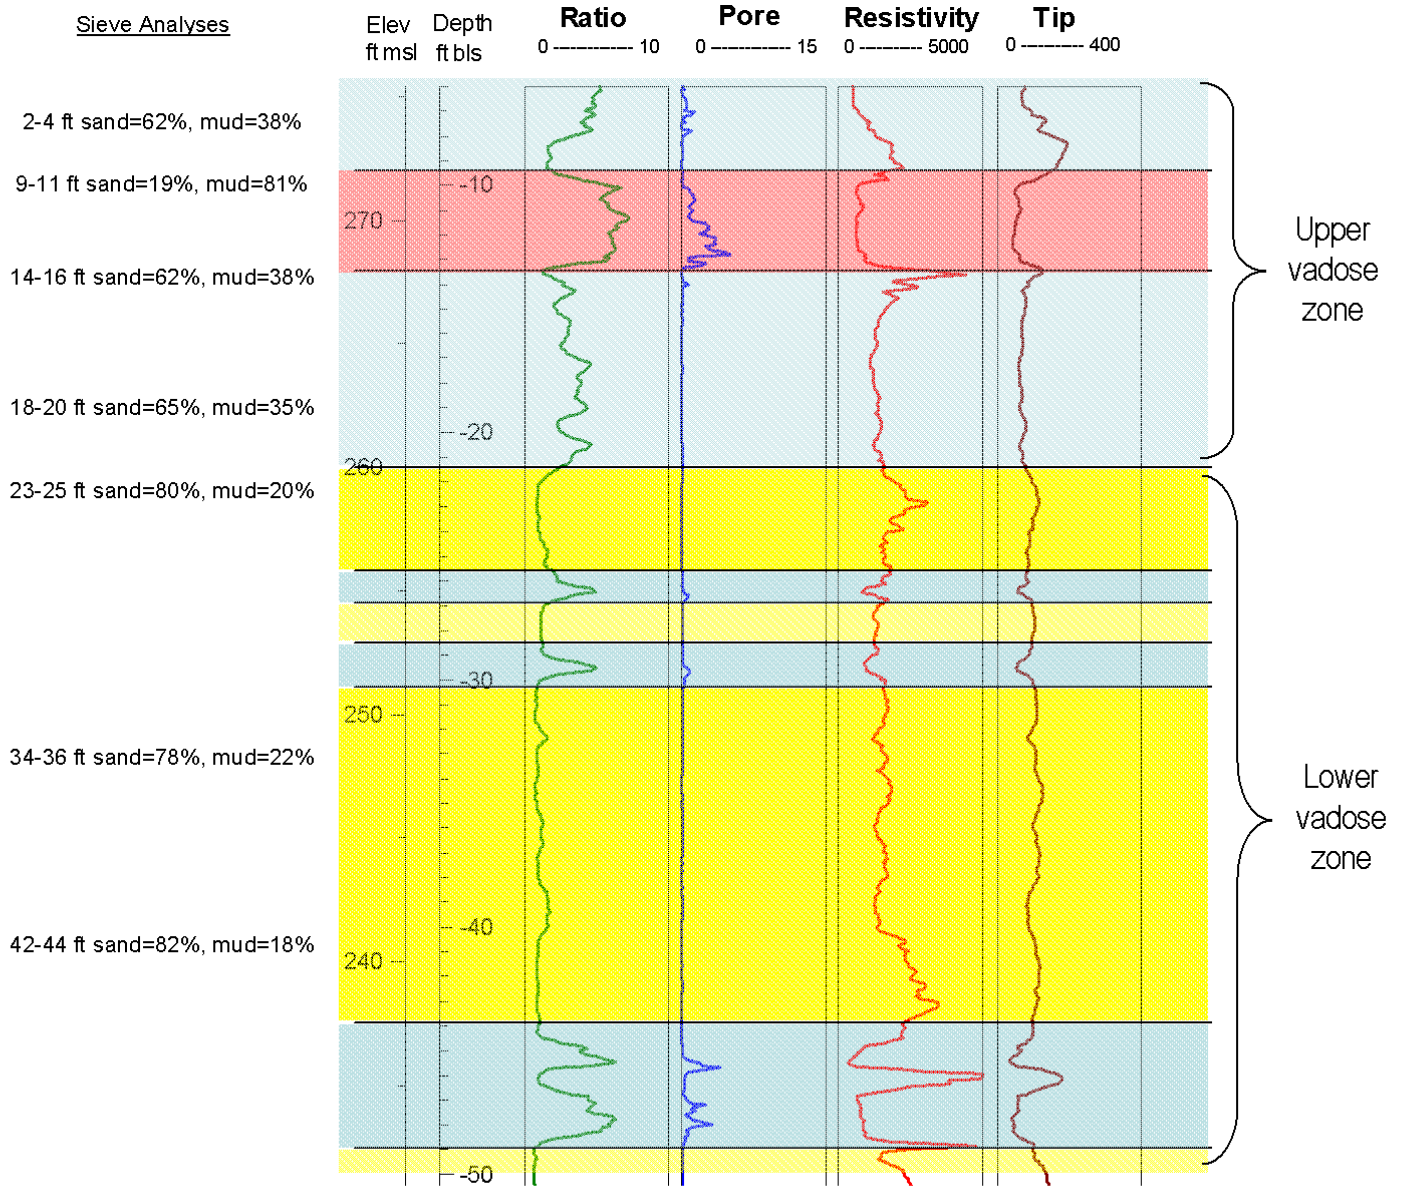 Sieve Analyses
Elev
ft msl
Depth
ft bls
Ratio
0 ------------- 10
Pore
0 ------------- 15
Resistivity
0 ---------- 5000
Tip
0 ---------- 400
2-4 ft sand=62%, mud=38%
9-11 ft sand=19%, mud=81%
-10
270
Upper
vadose
zone
14-16 ft sand=62%, mud=38%
18-20 ft sand=65%, mud=35%
-20
260
23-25 ft sand=80%, mud=20%
-30
250
34-36 ft sand=78%, mud=22%
Lower
vadose
zone
-40
42-44 ft sand=82%, mud=18%
240
-50